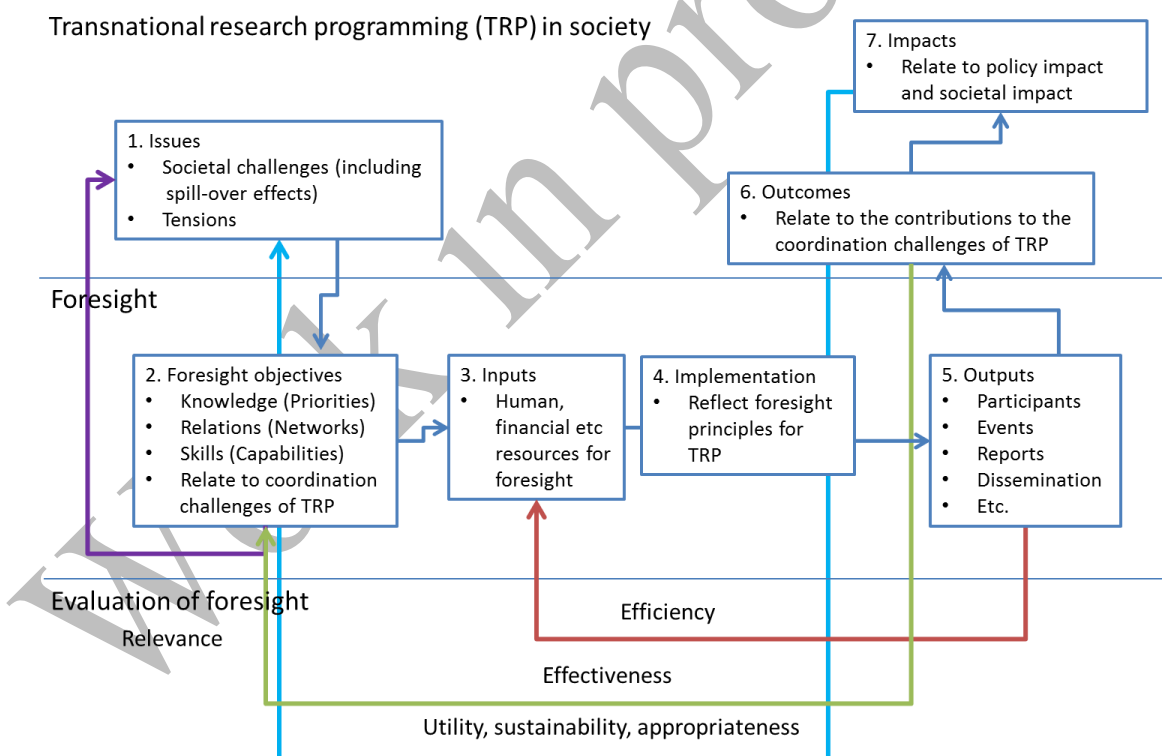 Transnational research programming (TRP) in society
7. Impacts
• Relate to policy impact
and societal impact
1. Issues
• Societal challenges (including
spill-over effects)
• Tensions
6. Outcomes
• Relate to the contributions to the
coordination challenges of TRP
Foresight
2. Foresight objectives
• Knowledge (Priorities)
• Relations (Networks)
• Skills (Capabilities)
• Relate to coordination
challenges of TRP
3. Inputs
• Human,
financial etc
resources for
foresight
4. Implementation
• Reflect foresight
principles for
TRP
5. Outputs
• Participants
• Events
• Reports
• Dissemination
• Etc.
Evaluation of foresight
Relevance
Efficiency
Effectiveness
Utility, sustainability, appropriateness
Work in pro